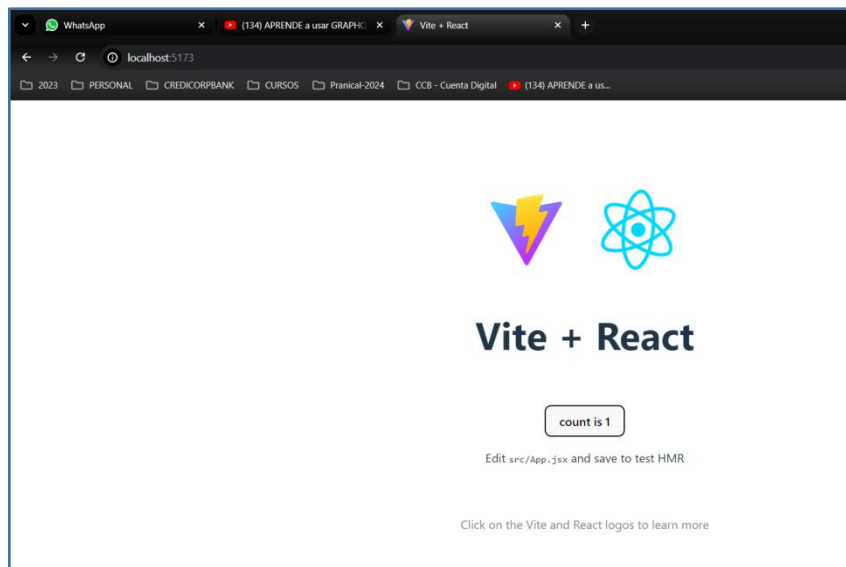 WhatsApp
(134) APRENDE a usar GRAPHQ
Vite + React
localhost:5173
2023
PERSONAL
CREDICORPBANK
CURSOS
Pranical-2024
CCB - Cuenta Digital
(134) APRENDE a us...
Vite + React
count is 1
Edit src/App.jsx and save to test HMR
Click on the Vite and React logos to learn more